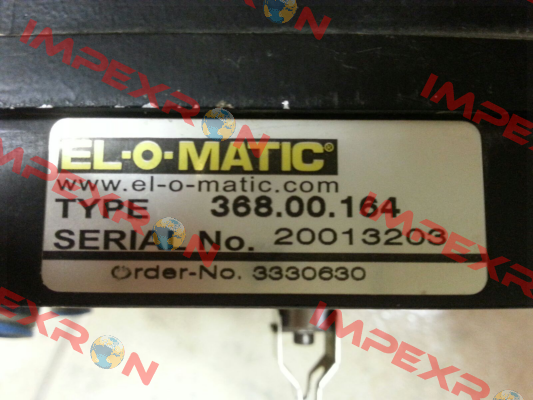 IMPEXRON
IMPEXRON
EL-O-MATIC®
www.el-o-matic.com
TYPE 368.00.164
SERIAL No. 20013203
Order-No. 3330630
IMPEXRON
IMPEXRON